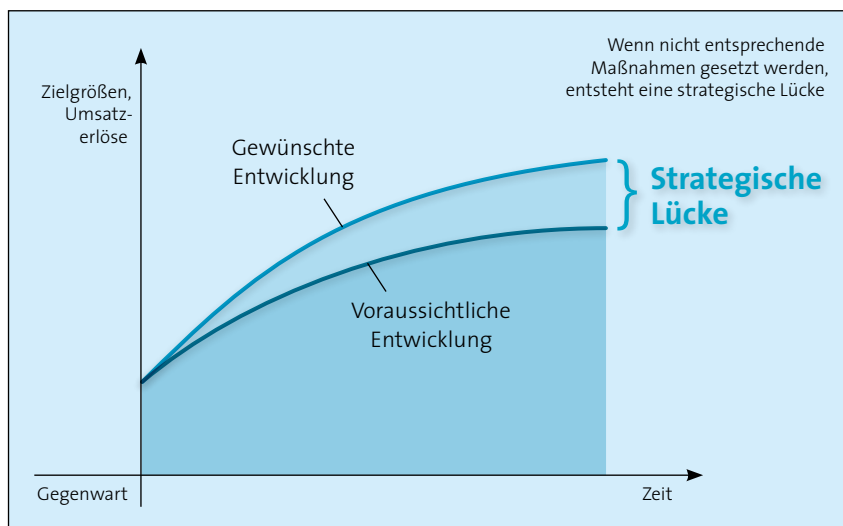 Wenn nicht entsprechende
Maßnahmen gesetzt werden,
entsteht eine strategische Lücke
Zielgrößen,
Umsatz-
erlöse
Gewünschte
Entwicklung
Strategische
Lücke
Voraussichtliche
Entwicklung
Gegenwart
Zeit